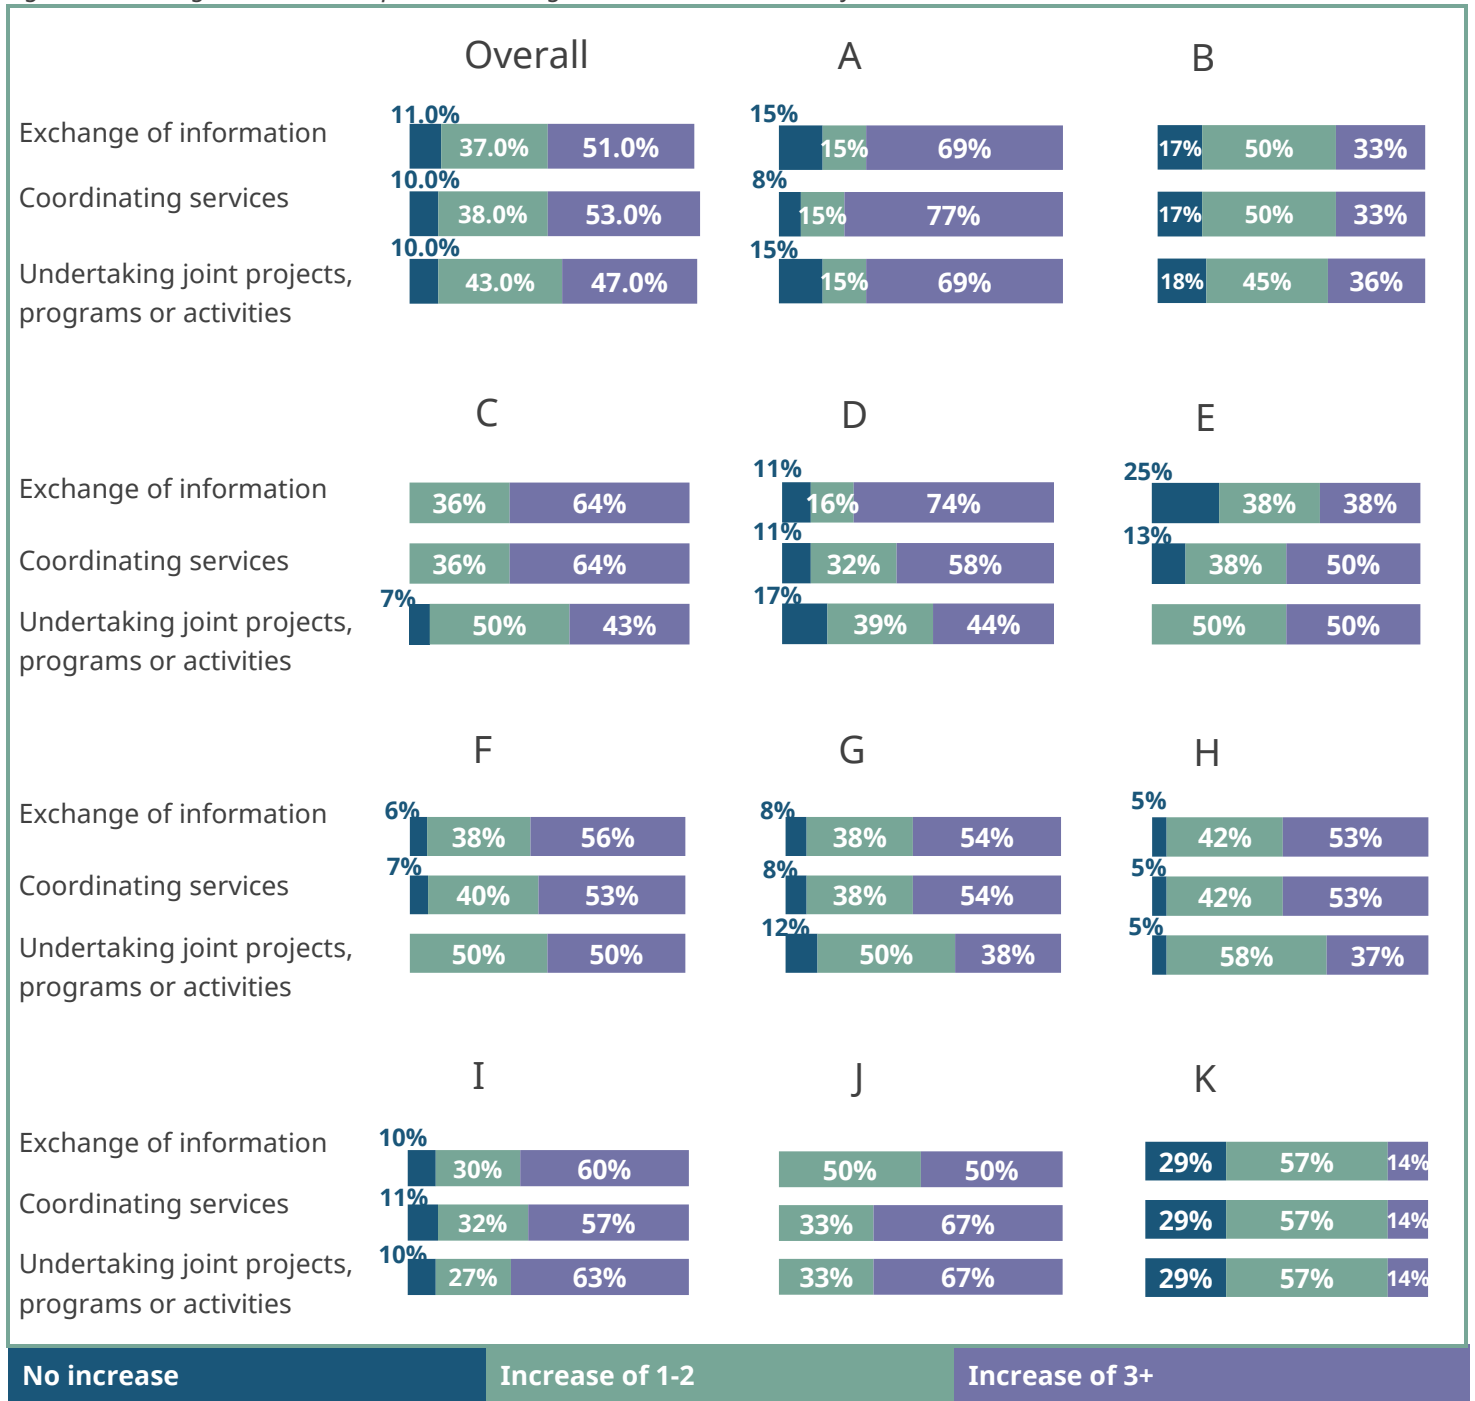 Overall A B
11.0% 15%
Exchange of information 37.0% 51.0% 15% 69% 17% 50% 33%
10.0% 8%
Coordinating services 38.0% 53.0% 15% 77% 17% 50% 33%
10.0% 15%
Undertaking joint projects, 43.0% 47.0% 15% 69% 18% 45% 36%
programs or activities
C D E
11% 25%
Exchange of information 36% 64% 16% 74% 38% 38%
11% 13%
Coordinating services 36% 64% 32% 58% 38% 50%
7% 17%
Undertaking joint projects, 50% 43% 39% 44% 50% 50%
programs or activities
F G H
6% 8% 5%
Exchange of information 38% 56% 38% 54% 42% 53%
7% 8% 5%
Coordinating services 40% 53% 38% 54% 42% 53%
12% 5%
Undertaking joint projects, 50% 50% 50% 38% 58% 37%
programs or activities
I J K
10%
Exchange of information 30% 60% 50% 50% 29% 57% 14%
11%
Coordinating services 32% 57% 33% 67% 29% 57% 14%
10%
Undertaking joint projects, 27% 63% 33% 67% 29% 57% 14%
programs or activities
No increase Increase of 1-2 Increase of 3+